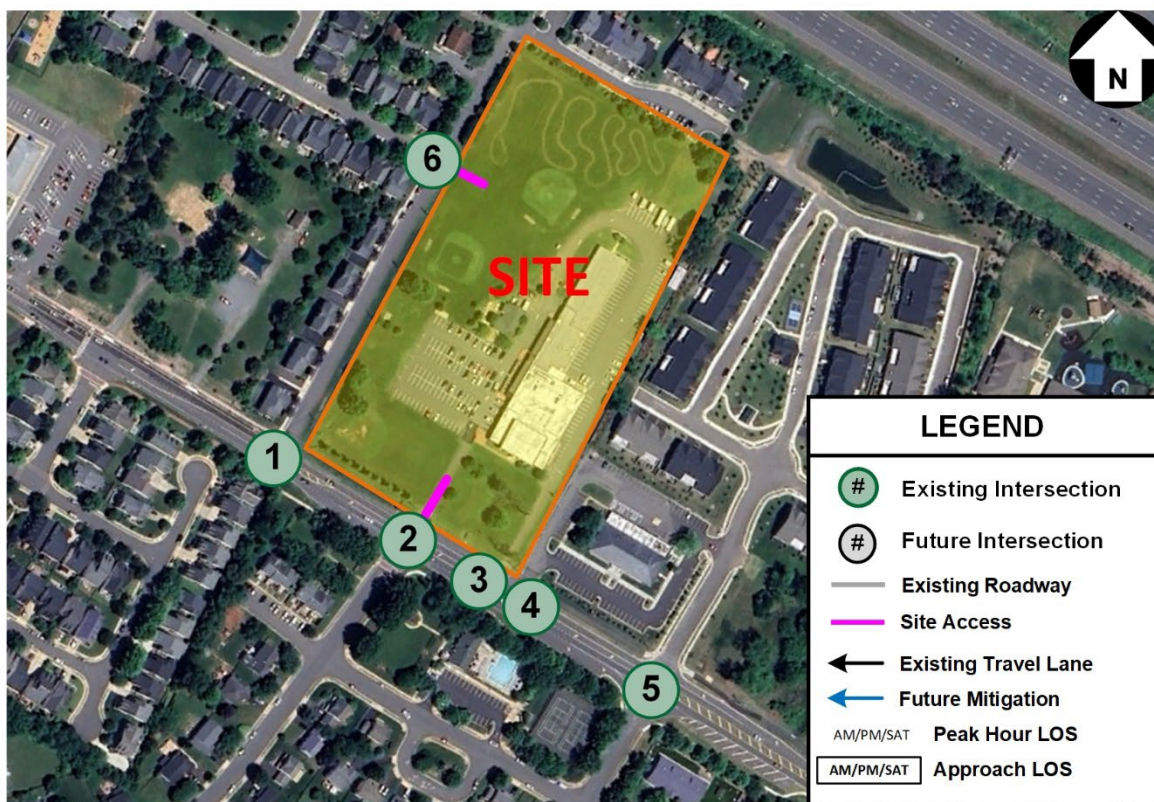 N
6
SITE
1
2
3
4
5
LEGEND
# Existing Intersection
# Future Intersection
Existing Roadway
Site Access
Existing Travel Lane
Future Mitigation
AM/PM/SAT Peak Hour LOS
AM/PM/SAT Approach LOS